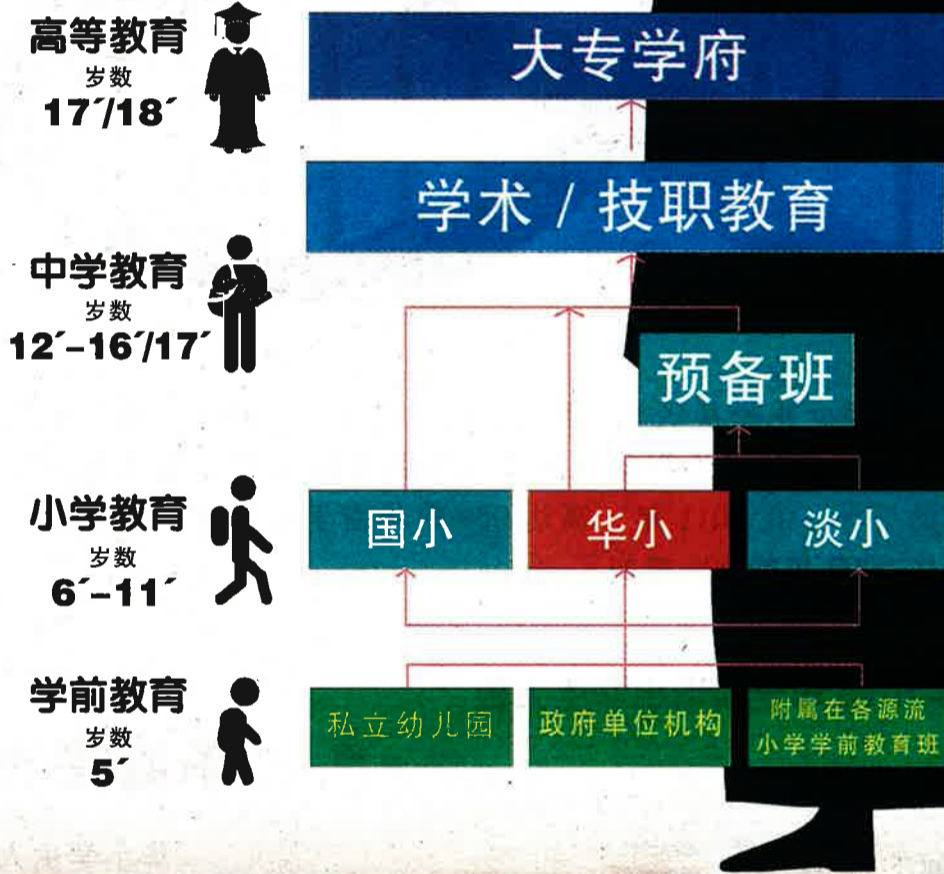 高等教育
岁数
17′/18′
大专学府
学术 / 技职教育
中学教育
岁数
12′–16′/17′
预备班
小学教育
岁数
6′–11′
国小
华小
淡小
学前教育
岁数
5′
私立幼儿园
政府单位机构
附属在各源流
小学学前教育班